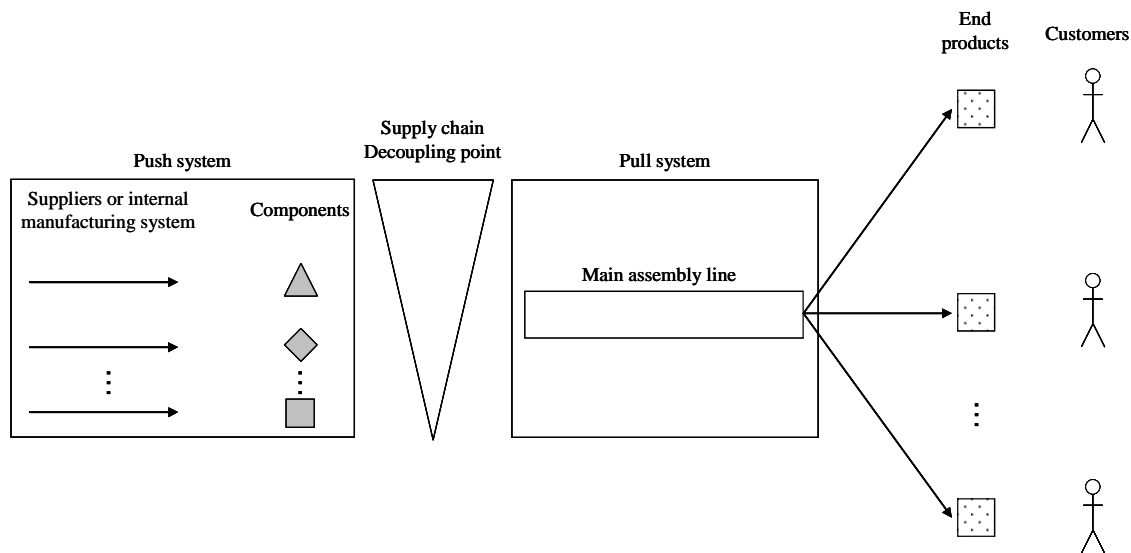 End
products
Customers
Supply chain
Decoupling point
Push system
Pull system
Suppliers or internal
manufacturing system
Components
Main assembly line